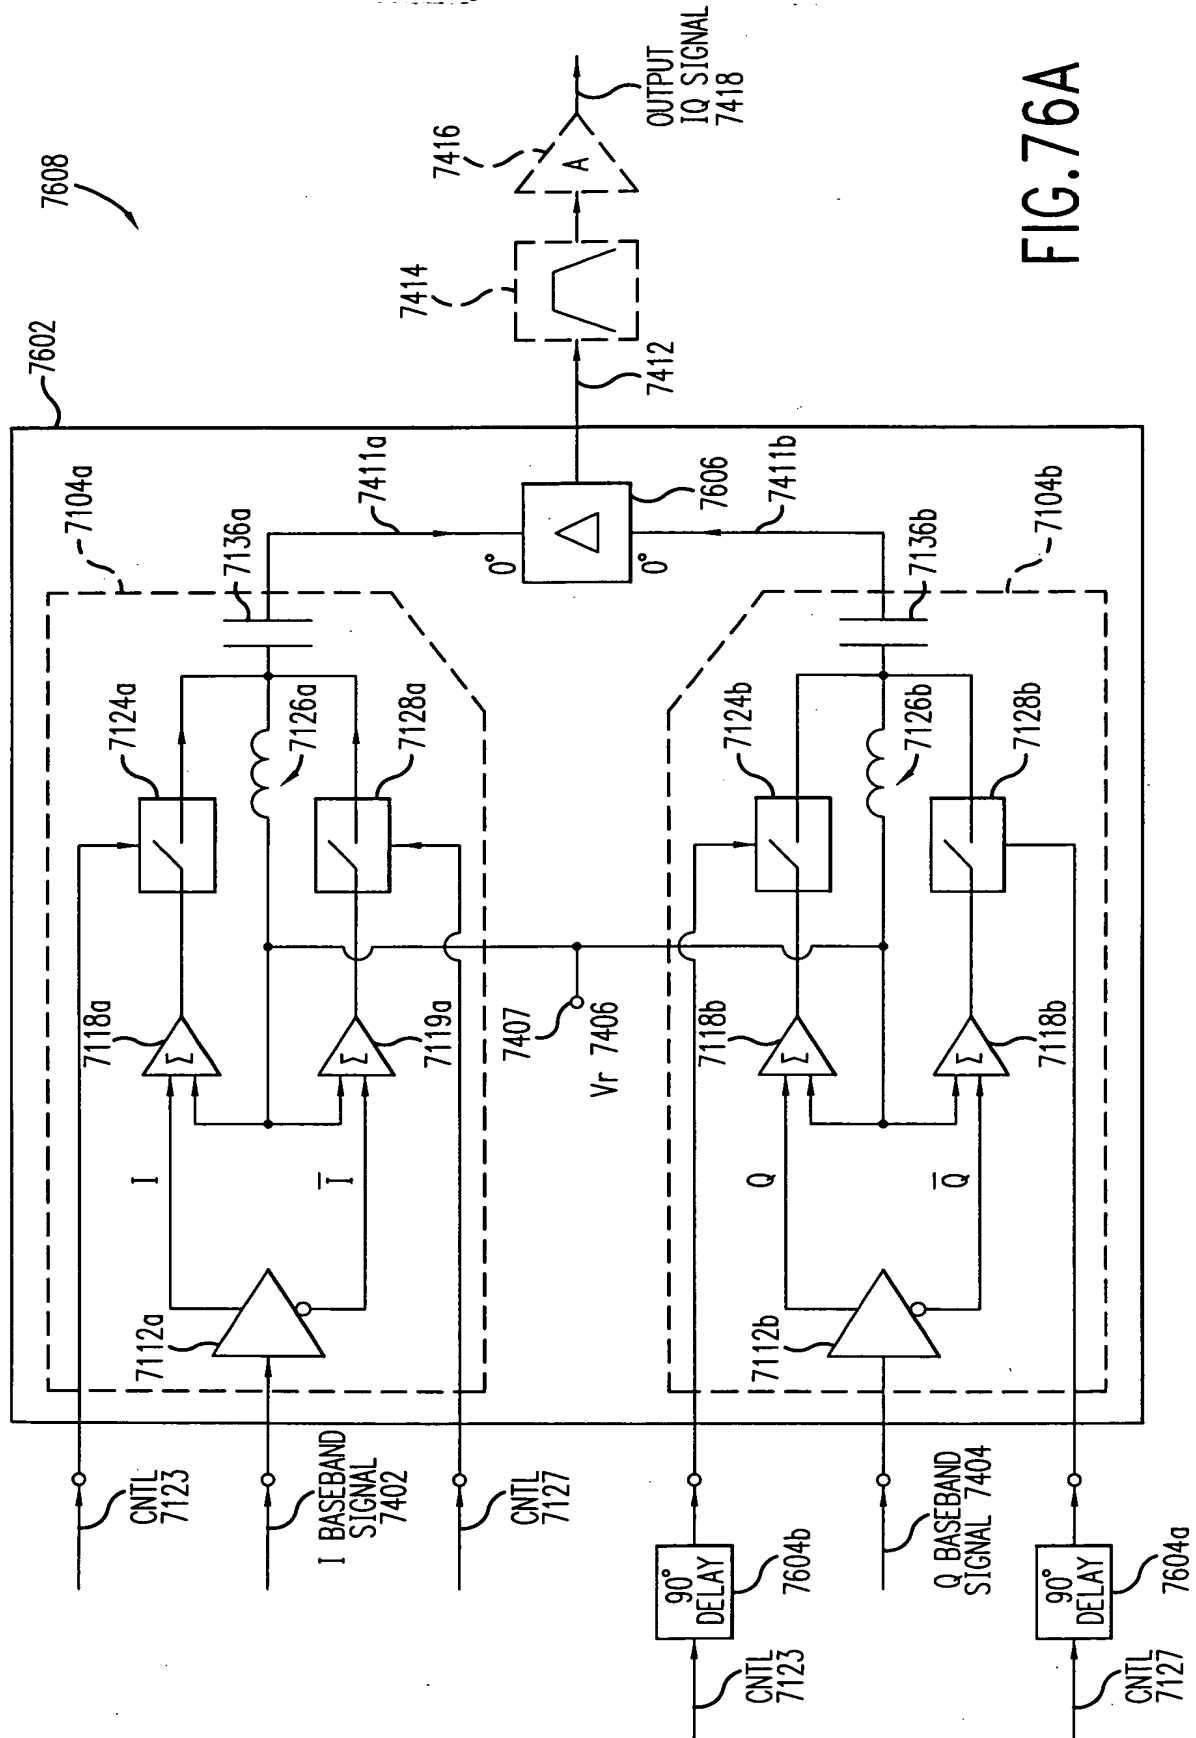 7608
7602
7104a
7124a
7136a
7118a
7126a
7411a
7112a
I
Σ
I̅
Σ
7119a
7128a
CNTL
7123
I BASEBAND
SIGNAL
7402
CNTL
7127
7407
Vr 7406
0°
0°
7606
7412
7414
7416
A
OUTPUT
IQ SIGNAL
7418
7411b
7136b
7104b
7124b
7126b
7128b
7118b
Σ
Σ
7118b
Q
Q̅
7112b
90°
DELAY
7604b
CNTL
7123
Q BASEBAND
SIGNAL 7404
90°
DELAY
7604a
CNTL
7127
FIG.76A